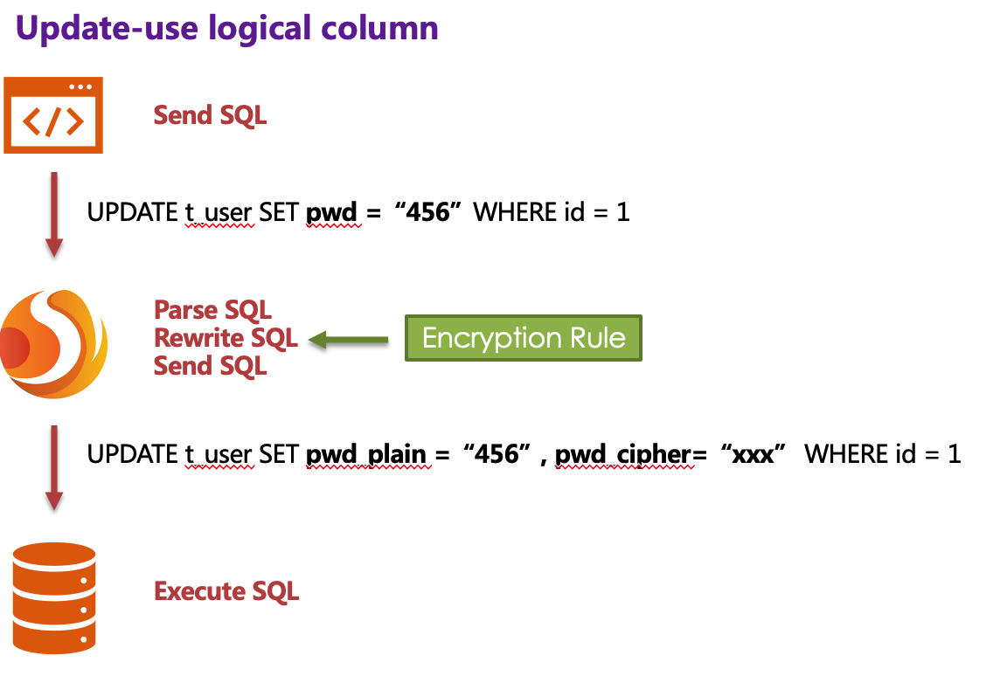 Update-use logical column
Send SQL
UPDATE t_user SET pwd = “456” WHERE id = 1
Parse SQL
Rewrite SQL
Encryption Rule
Send SQL
UPDATE t_user SET pwd_plain = “456” , pwd_cipher= “xxx” WHERE id = 1
Execute SQL